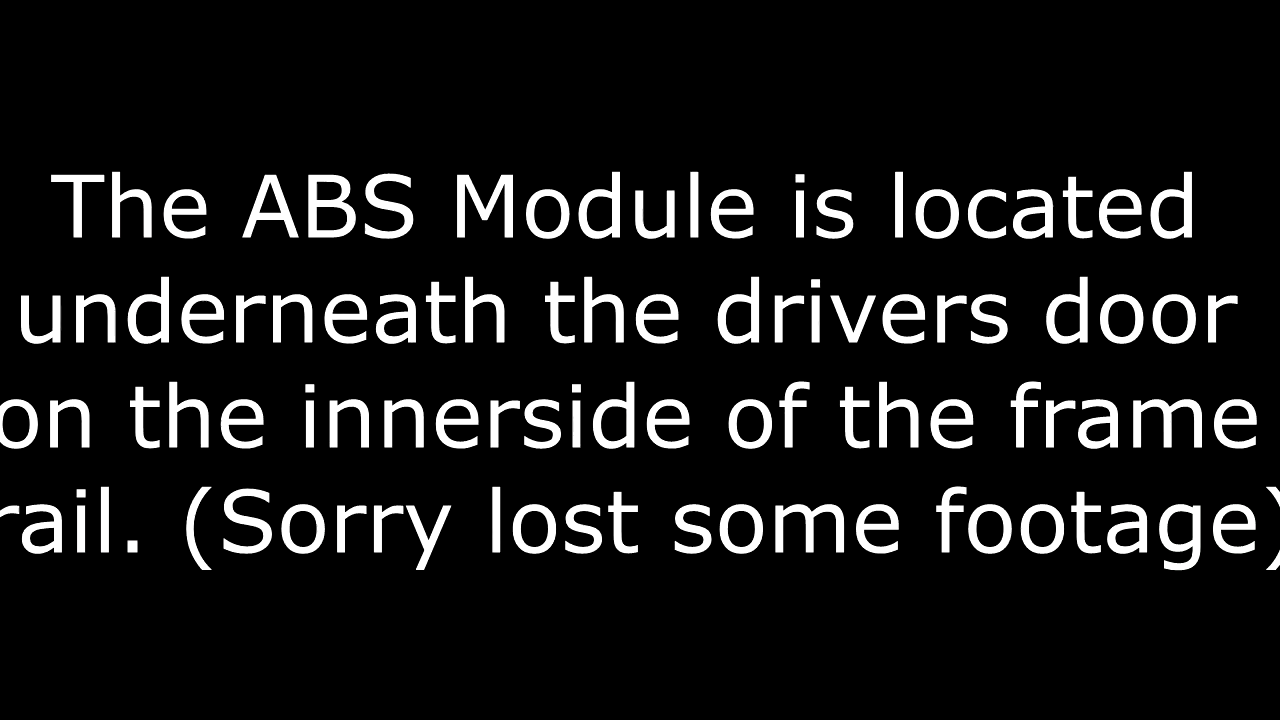 The ABS Module is located
underneath the drivers door
on the innerside of the frame
rail. (Sorry lost some footage)